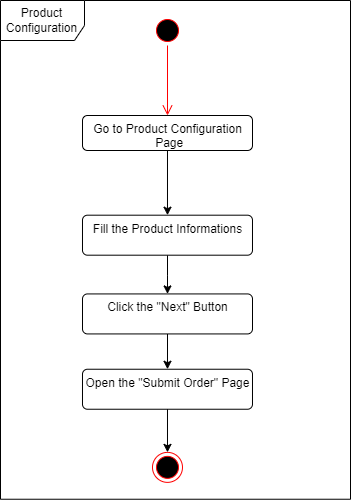 Product
Configuration
Go to Product Configuration
Page
Fill the Product Informations
Click the "Next" Button
Open the "Submit Order" Page